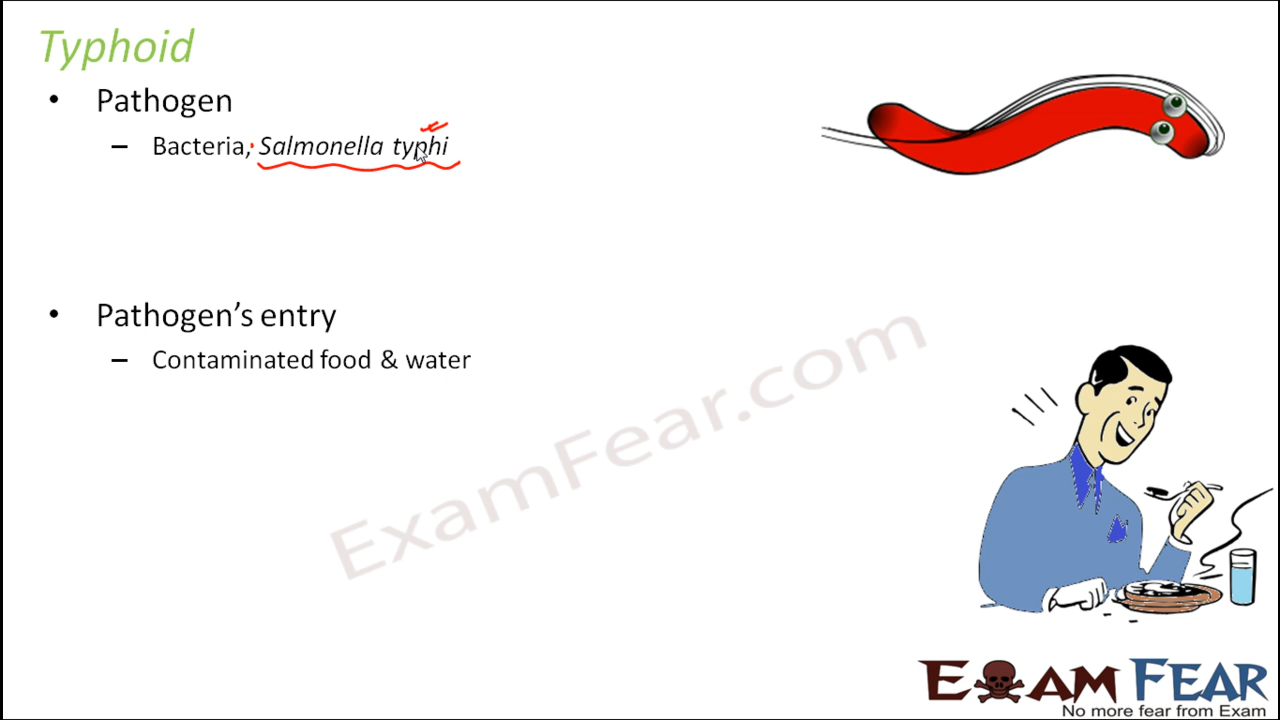 Typhoid
• Pathogen
– Bacteria, Salmonella typhi
• Pathogen’s entry
– Contaminated food & water
ExamFear.com
EXAM FEAR
No more fear from Exam